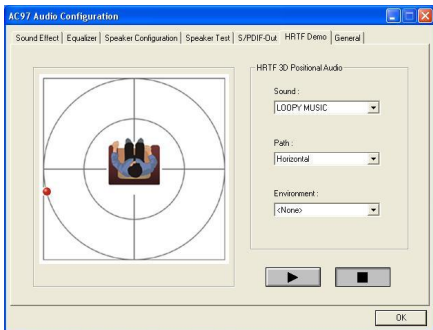 AC97 Audio Configuration
Sound Effect Equalizer Speaker Configuration Speaker Test S/PDIF-Out HRTF Demo General
HRTF 3D Positional Audio
Sound :
LOOPY MUSIC
Path :
Horizontal
Environment :
<None>
OK